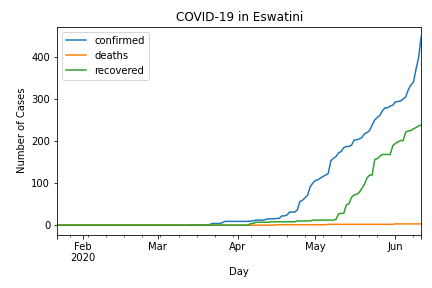 COVID-19 in Eswatini
confirmed
deaths
recovered
Number of Cases
400
300
200
100
0
Feb
2020
Mar
Apr
May
Jun
Day